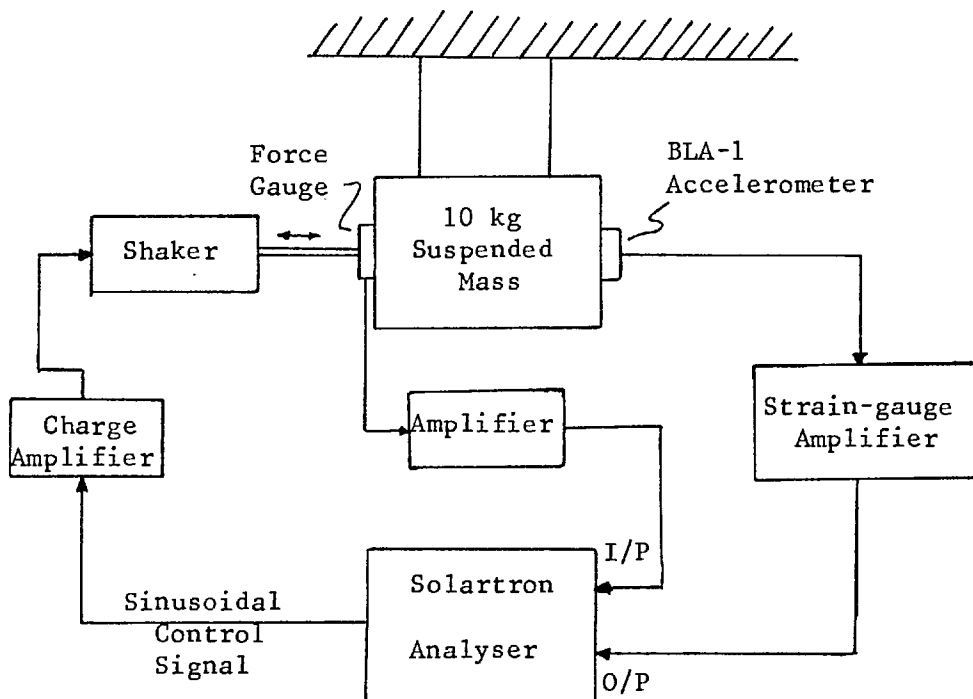 Force
Gauge
BLA-1
Accelerometer
Shaker
10 kg
Suspended
Mass
Charge
Amplifier
Amplifier
Strain-gauge
Amplifier
I/P
Solartron
Analyser
Sinusoidal
Control
Signal
O/P